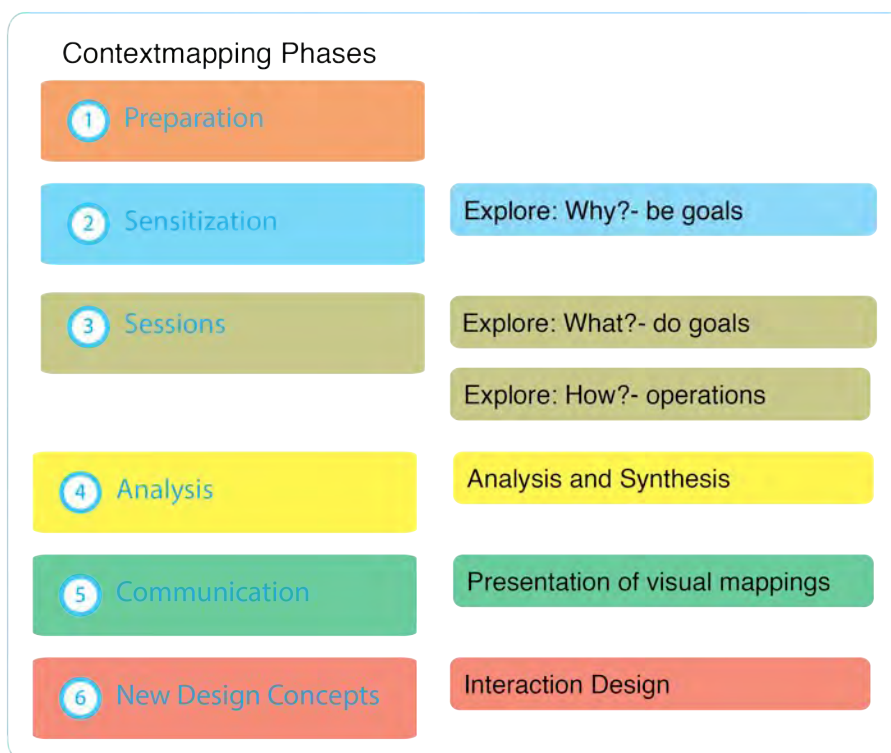 Contextmapping Phases
1 Preparation
2 Sensitization
Explore: Why?- be goals
3 Sessions
Explore: What?- do goals
Explore: How?- operations
4 Analysis
Analysis and Synthesis
5 Communication
Presentation of visual mappings
6 New Design Concepts
Interaction Design